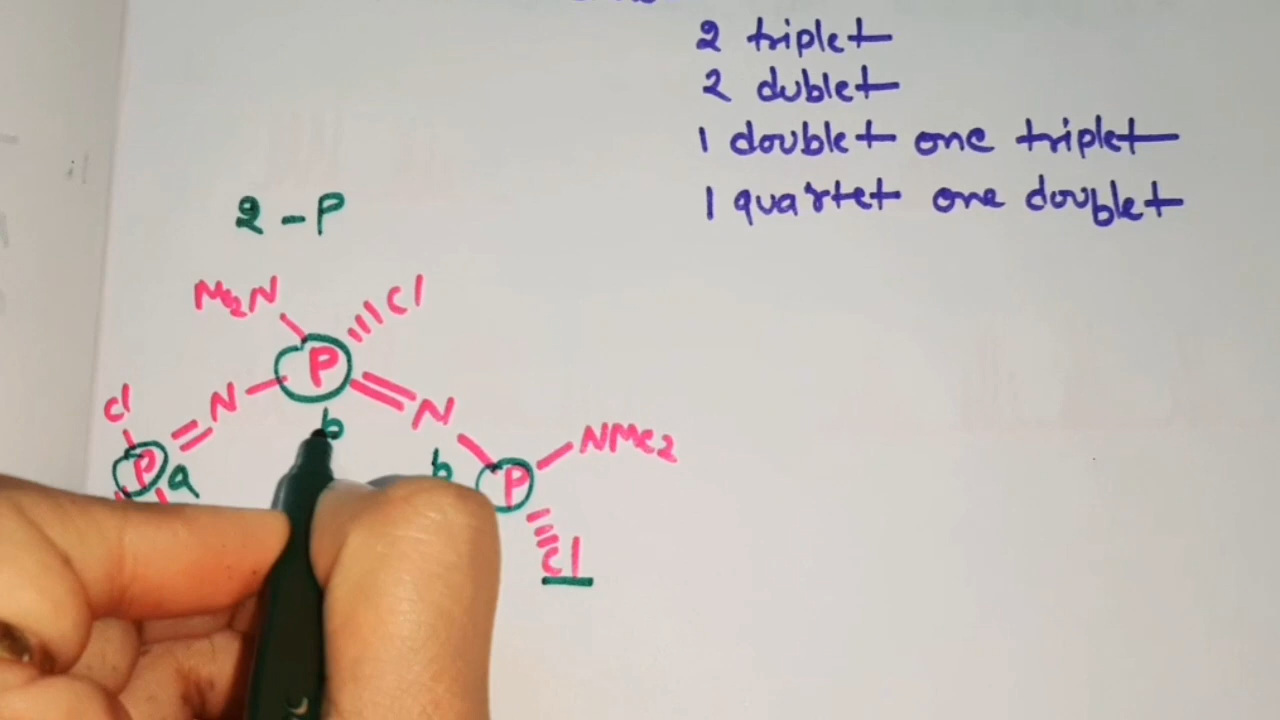 2 triplet
2 dublet
1 doublet one triplet
1 quartet one doublet
2-P
Me2N
Cl
P
N
N
b
Cl
P
a
b
P
NMe2
Cl